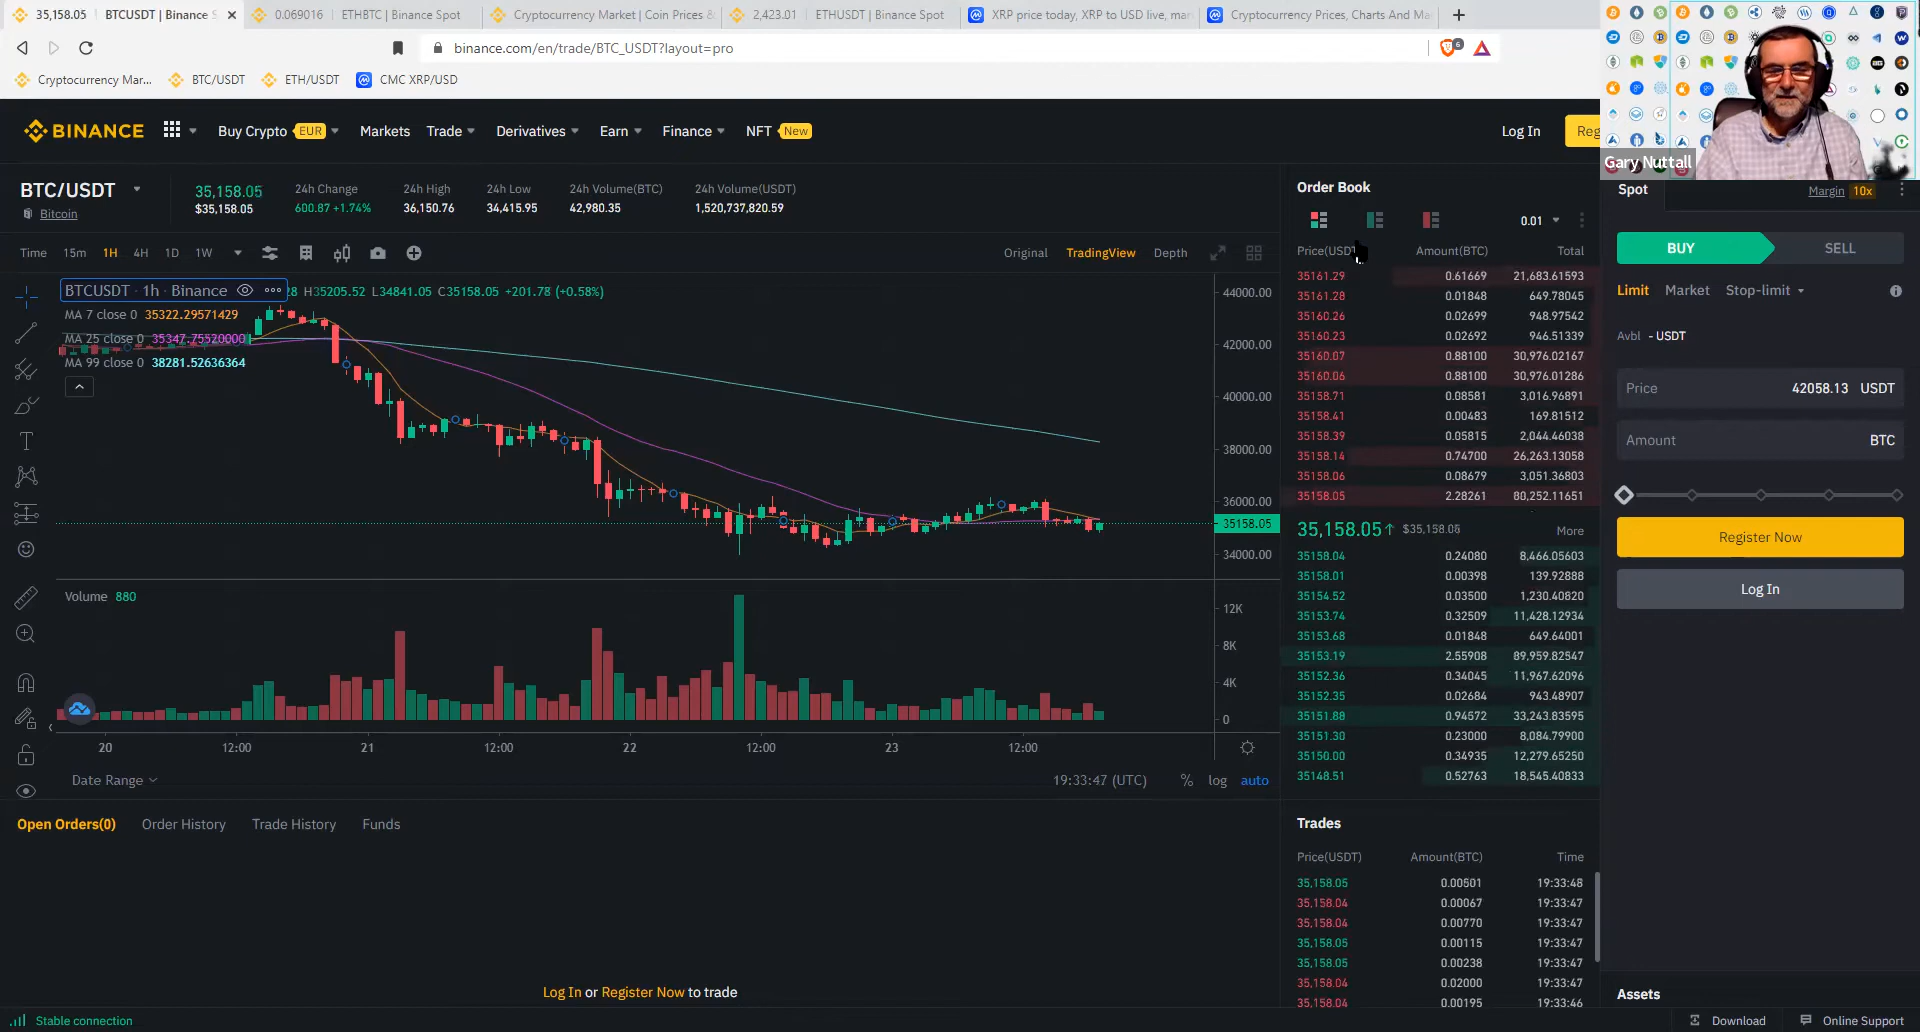 35,158.05 BTCUSDT | Binance S
0.069016 ETHBTC | Binance Spot
Cryptocurrency Market | Coin Prices &
2,423.01 ETHUSDT | Binance Spot
XRP price today, XRP to USD live, mar
Cryptocurrency Prices, Charts And Ma
binance.com/en/trade/BTC_USDT?layout=pro
6
Cryptocurrency Mar... BTC/USDT ETH/USDT CMC XRP/USD
BINANCE
Buy Crypto EUR Markets Trade Derivatives Earn Finance NFT New
Log In Reg
Gary Nuttall
BTC/USDT
Bitcoin
35,158.05
$35,158.05
24h Change
600.87 +1.74%
24h High
36,150.76
24h Low
34,415.95
24h Volume(BTC)
42,980.35
24h Volume(USDT)
1,520,737,820.59
Time 15m 1H 4H 1D 1W
Original TradingView Depth
BTCUSDT · 1h · Binance 28 H35205.52 L34841.05 C35158.05 +201.78 (+0.58%)
MA 7 close 0 35322.29571429
MA 25 close 0 35347.75520000
MA 99 close 0 38281.52636364
44000.00
42000.00
40000.00
38000.00
36000.00
35158.05
34000.00
Volume 880
12K
8K
4K
0
20 12:00 21 12:00 22 12:00 23 12:00
Date Range
19:33:47 (UTC) % log auto
Open Orders(0) Order History Trade History Funds
Log In or Register Now to trade
Stable connection
Order Book
0.01
Price(USDT Amount(BTC) Total
35161.29 0.61669 21,683.61593
35161.28 0.01848 649.78045
35160.26 0.02699 948.97542
35160.23 0.02692 946.51339
35160.07 0.88100 30,976.02167
35160.06 0.88100 30,976.01286
35158.71 0.08581 3,016.96891
35158.41 0.00483 169.81512
35158.39 0.05815 2,044.46038
35158.14 0.74700 26,263.13058
35158.06 0.08679 3,051.36803
35158.05 2.28261 80,252.11651
35,158.05↑ $35,158.05 More
35158.04 0.24080 8,466.05603
35158.01 0.00398 139.92888
35154.52 0.03500 1,230.40820
35153.74 0.32509 11,428.12934
35153.68 0.01848 649.64001
35153.19 2.55908 89,959.82547
35152.36 0.34045 11,967.62096
35152.35 0.02684 943.48907
35151.88 0.94572 33,243.83595
35151.30 0.23000 8,084.79900
35150.00 0.34935 12,279.65250
35148.51 0.52763 18,545.40833
Trades
Price(USDT) Amount(BTC) Time
35,158.05 0.00501 19:33:48
35,158.04 0.00067 19:33:47
35,158.04 0.00770 19:33:47
35,158.05 0.00115 19:33:47
35,158.05 0.00238 19:33:47
35,158.04 0.02000 19:33:47
35,158.04 0.00195 19:33:46
Spot Margin 10x
BUY SELL
Limit Market Stop-limit
Avbl - USDT
Price 42058.13 USDT
Amount BTC
Register Now
Log In
Assets
Download Online Support